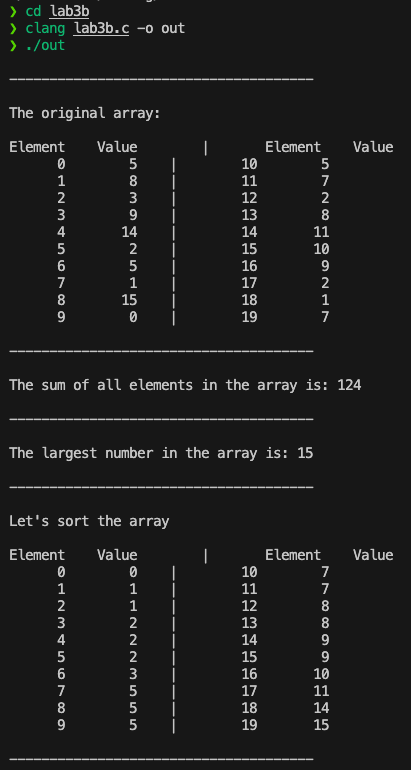 ❯ cd lab3b
❯ clang lab3b.c -o out
❯ ./out
______________________________________
The original array:
Element    Value        |       Element    Value
      0        5    |        10        5
      1        8    |        11        7
      2        3    |        12        2
      3        9    |        13        8
      4       14    |        14       11
      5        2    |        15       10
      6        5    |        16        9
      7        1    |        17        2
      8       15    |        18        1
      9        0    |        19        7
______________________________________
The sum of all elements in the array is: 124
______________________________________
The largest number in the array is: 15
______________________________________
Let's sort the array
Element    Value        |       Element    Value
      0        0    |        10        7
      1        1    |        11        7
      2        1    |        12        8
      3        2    |        13        8
      4        2    |        14        9
      5        2    |        15        9
      6        3    |        16       10
      7        5    |        17       11
      8        5    |        18       14
      9        5    |        19       15
______________________________________